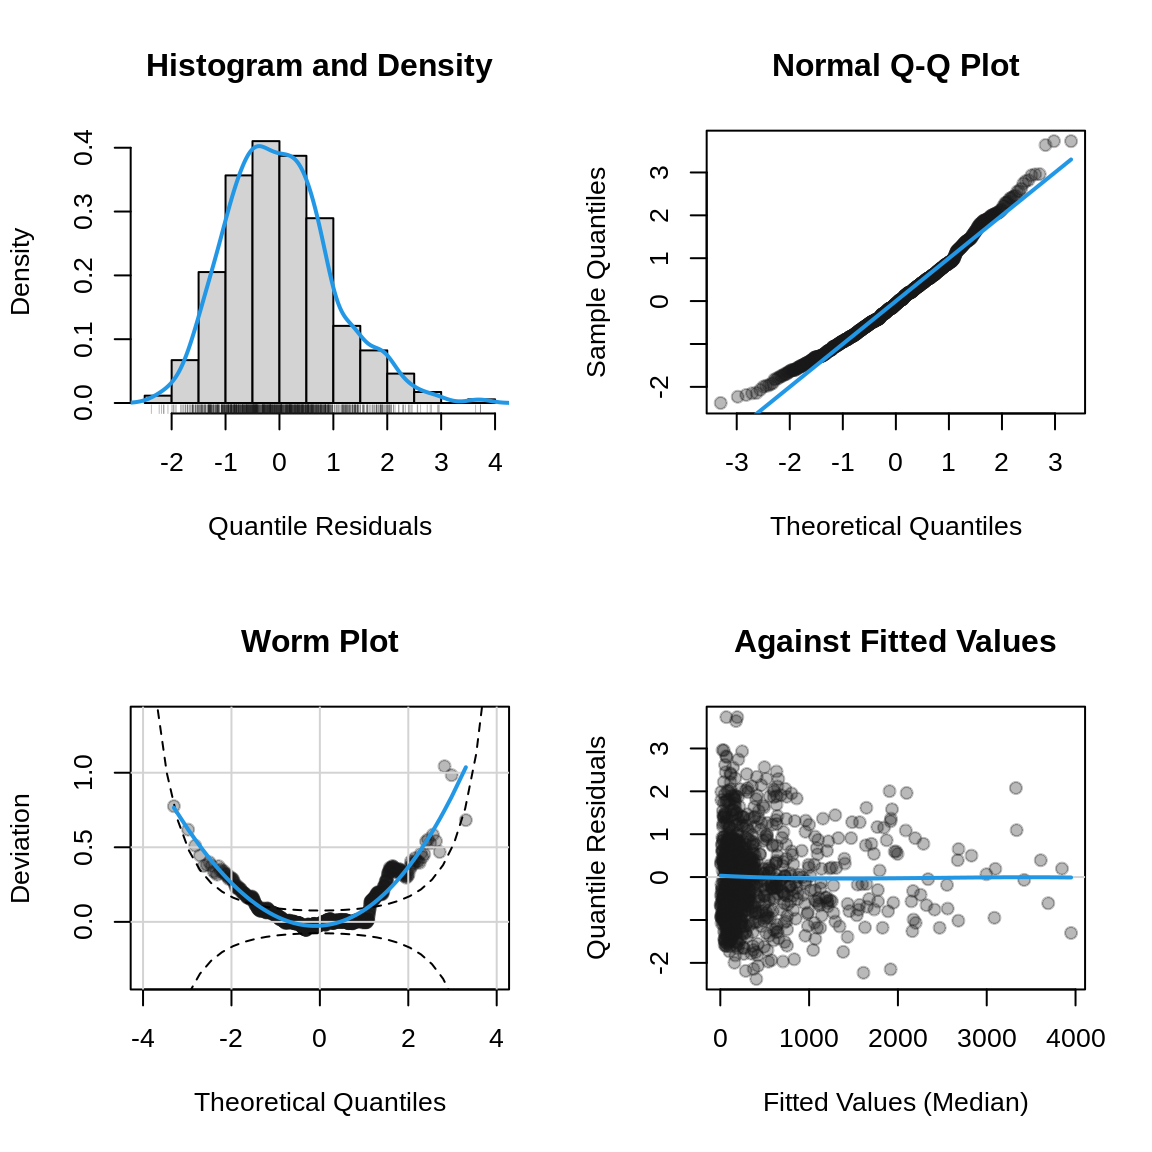 Histogram and Density
Density
0.0 0.1 0.2 0.3 0.4
-2 -1 0 1 2 3 4
Quantile Residuals
Normal Q-Q Plot
Sample Quantiles
-2 0 1 2 3
-3 -2 -1 0 1 2 3
Theoretical Quantiles
Worm Plot
Deviation
0.0 0.5 1.0
-4 -2 0 2 4
Theoretical Quantiles
Against Fitted Values
Quantile Residuals
-2 0 1 2 3
0 1000 2000 3000 4000
Fitted Values (Median)